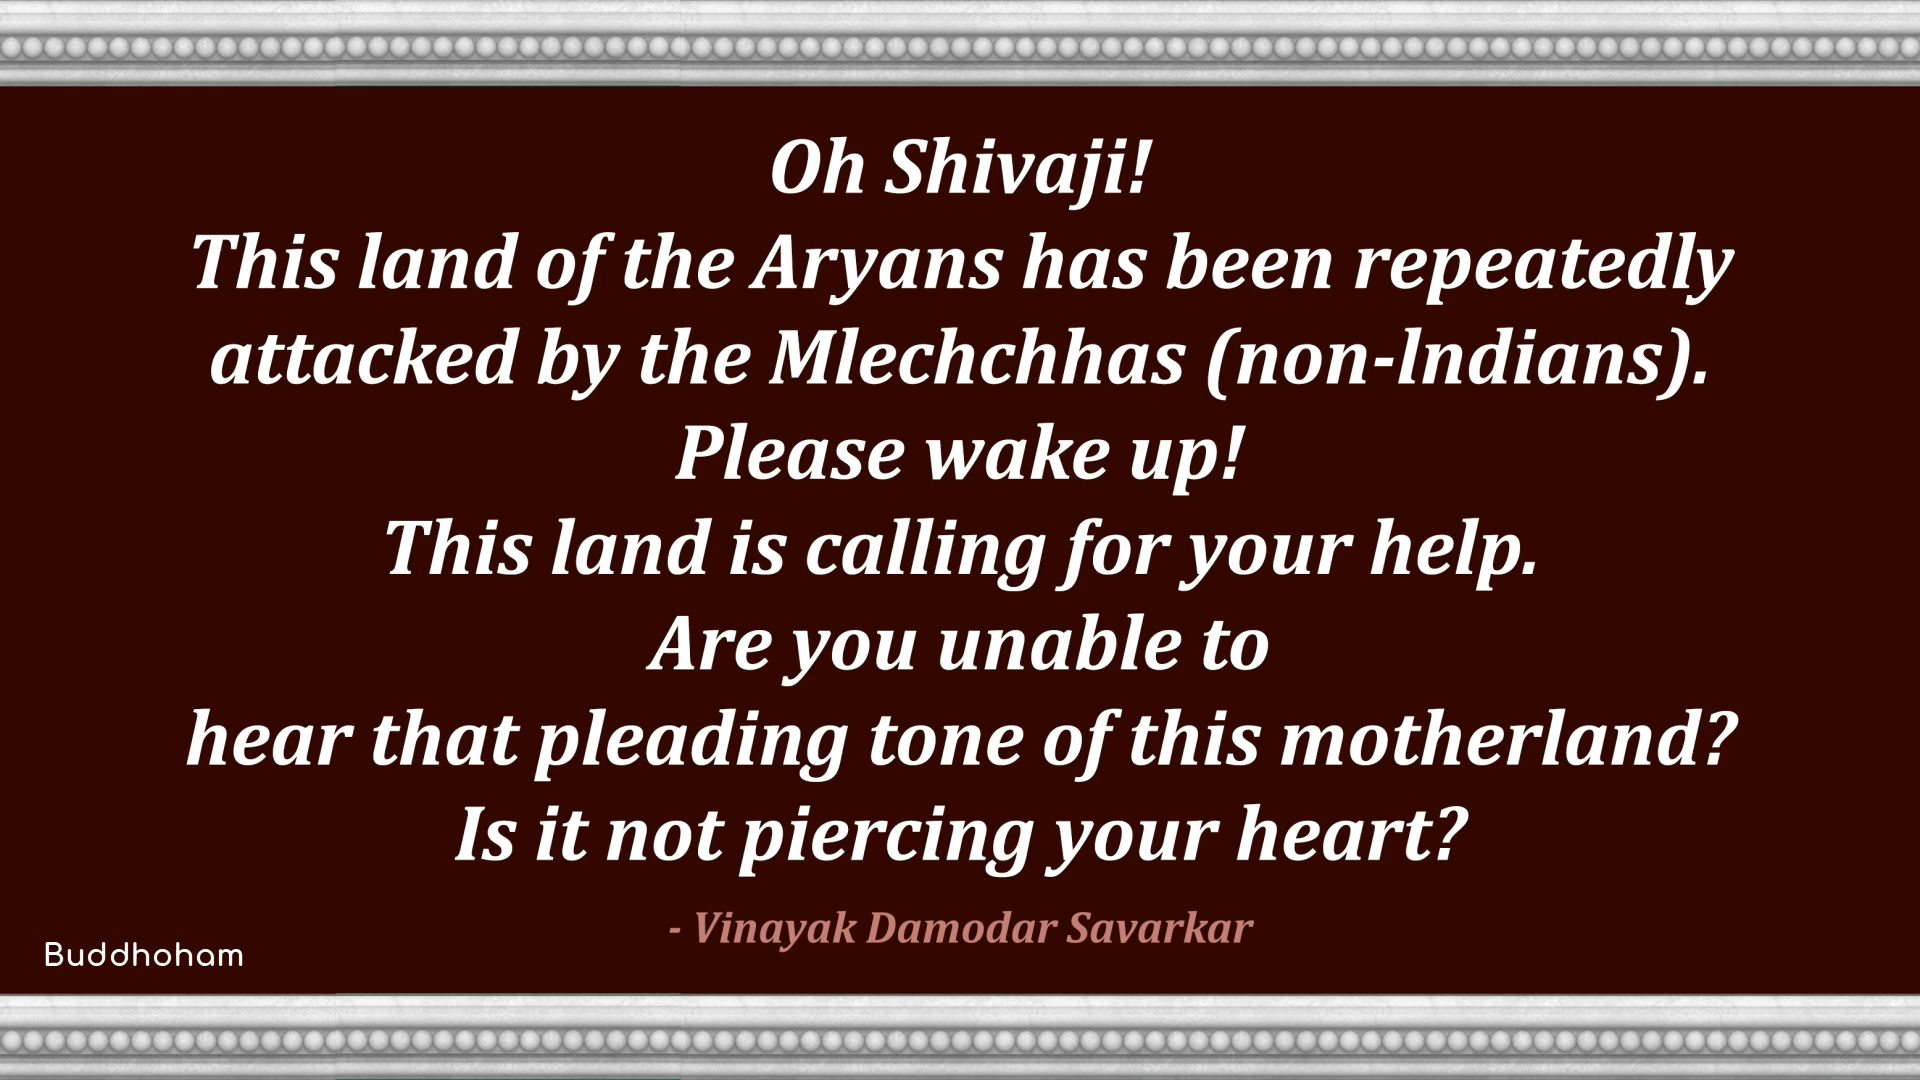 Oh Shivaji!
This land of the Aryans has been repeatedly
attacked by the Mlechchhas (non-lndians).
Please wake up!
This land is calling for your help.
Are you unable to
hear that pleading tone of this motherland?
Is it not piercing your heart?
- Vinayak Damodar Savarkar
Buddhoham